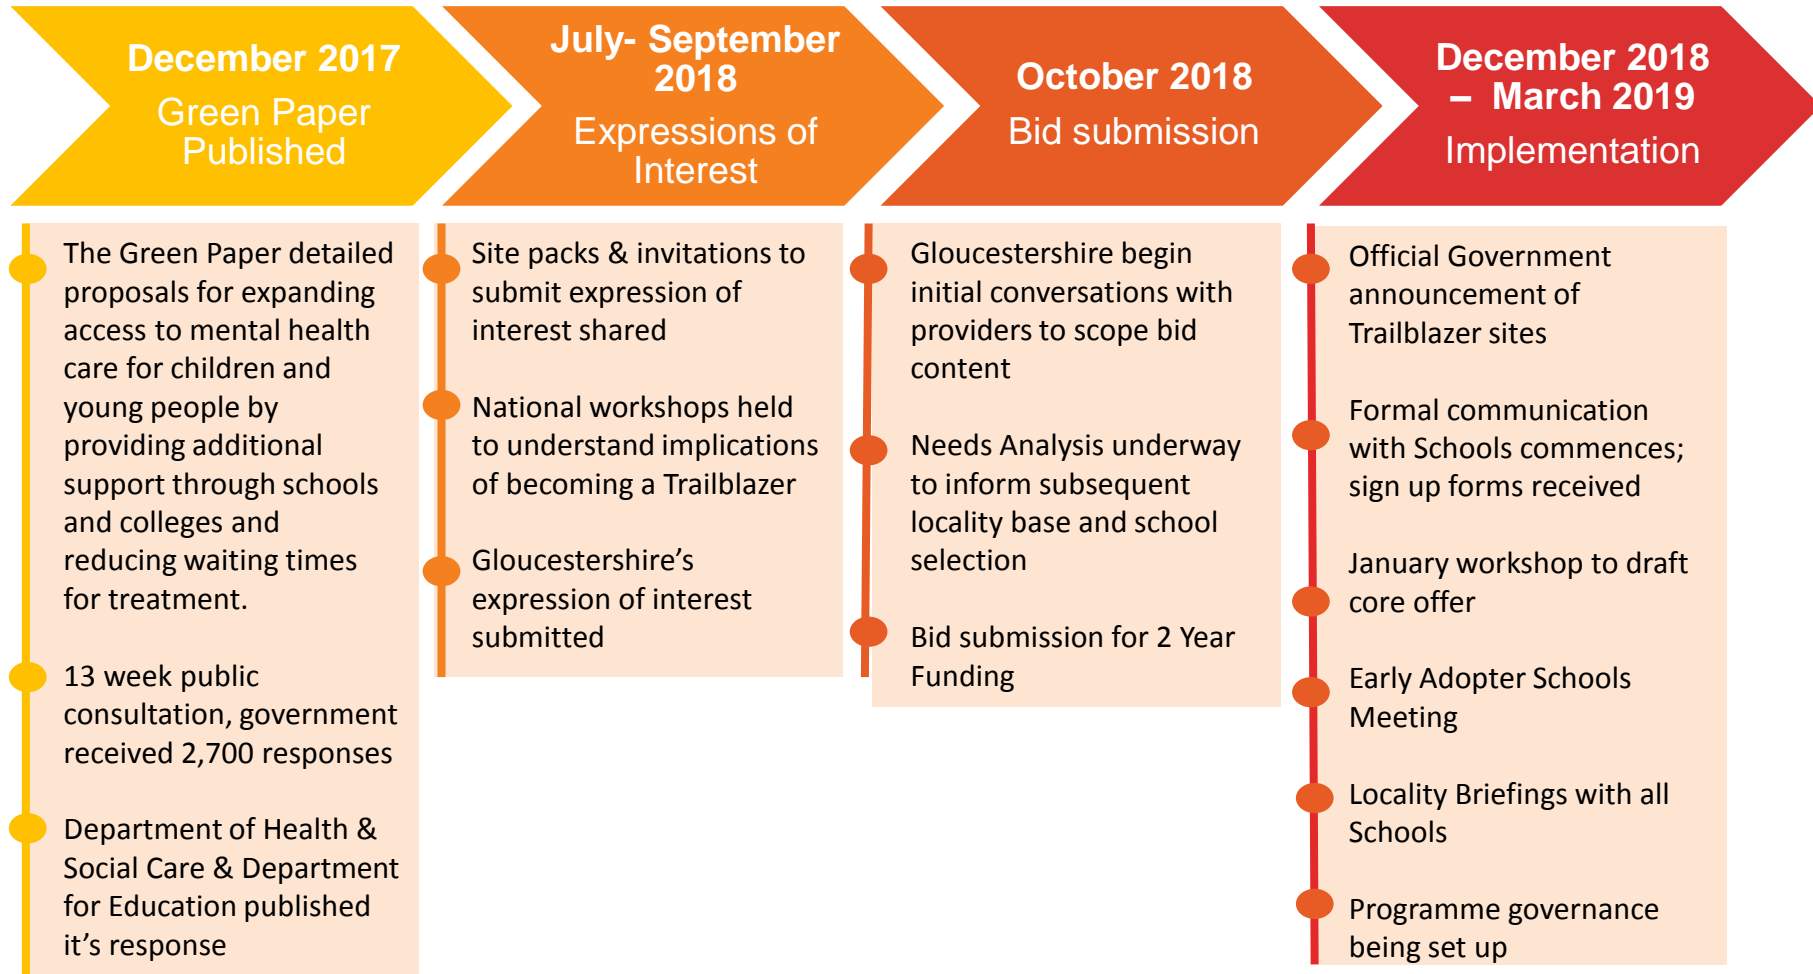 December 2017
Green Paper
Published
The Green Paper detailed
proposals for expanding
access to mental health
care for children and
young people by
providing additional
support through schools
and colleges and
reducing waiting times
for treatment.
13 week public
consultation, government
received 2,700 responses
Department of Health &
Social Care & Department
for Education published
it’s response
July- September
2018
Expressions of
Interest
Site packs & invitations to
submit expression of
interest shared
National workshops held
to understand implications
of becoming a Trailblazer
Gloucestershire’s
expression of interest
submitted
October 2018
Bid submission
Gloucestershire begin
initial conversations with
providers to scope bid
content
Needs Analysis underway
to inform subsequent
locality base and school
selection
Bid submission for 2 Year
Funding
December 2018
– March 2019
Implementation
Official Government
announcement of
Trailblazer sites
Formal communication
with Schools commences;
sign up forms received
January workshop to draft
core offer
Early Adopter Schools
Meeting
Locality Briefings with all
Schools
Programme governance
being set up